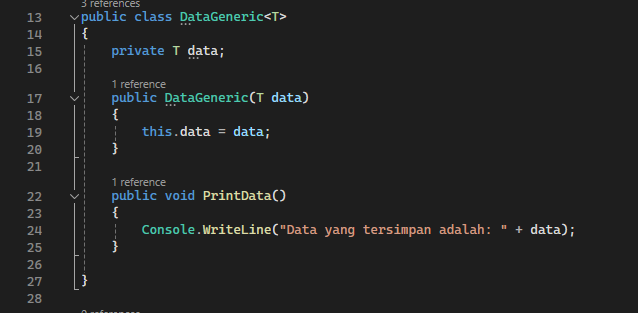 3 references
13 public class DataGeneric<T>
14 {
15 private T data;
16
1 reference
17 public DataGeneric(T data)
18 {
19 this.data = data;
20 }
21
1 reference
22 public void PrintData()
23 {
24 Console.WriteLine("Data yang tersimpan adalah: " + data);
25 }
26
27 }
28
0 references